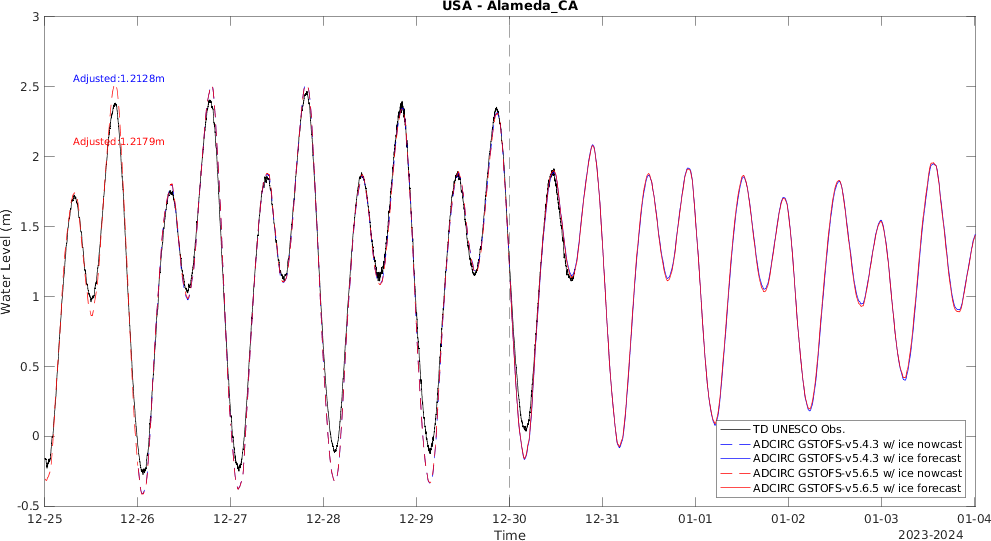 USA - Alameda_CA
3
2.5
2
1.5
1
0.5
0
-0.5
Water Level (m)
Adjusted:1.2128m
Adjusted:1.2179m
TD UNESCO Obs.
ADCIRC GSTOFS-v5.4.3 w/ ice nowcast
ADCIRC GSTOFS-v5.4.3 w/ ice forecast
ADCIRC GSTOFS-v5.6.5 w/ ice nowcast
ADCIRC GSTOFS-v5.6.5 w/ ice forecast
12-25 12-26 12-27 12-28 12-29 12-30 12-31 01-01 01-02 01-03 01-04
Time
2023-2024